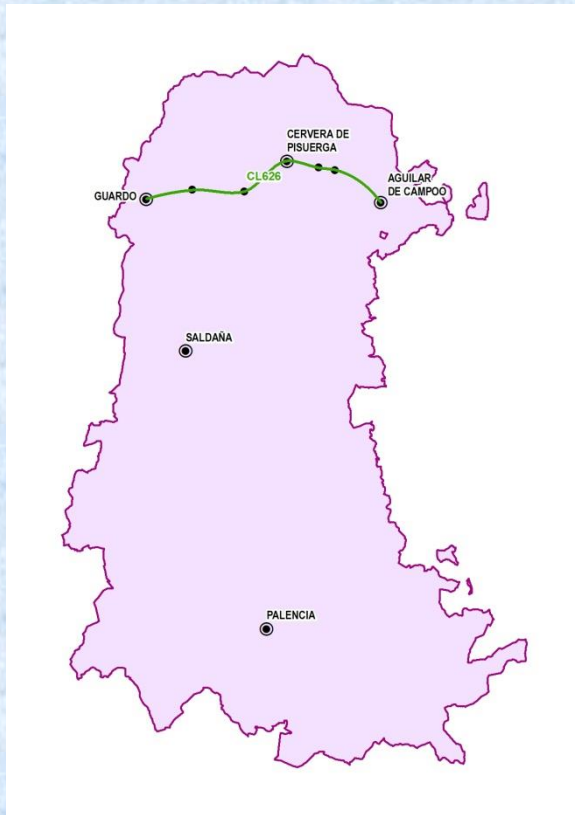 CERVERA DE
PISUERGA
CL626
AGUILAR
DE CAMPOO
GUARDO
SALDAÑA
PALENCIA